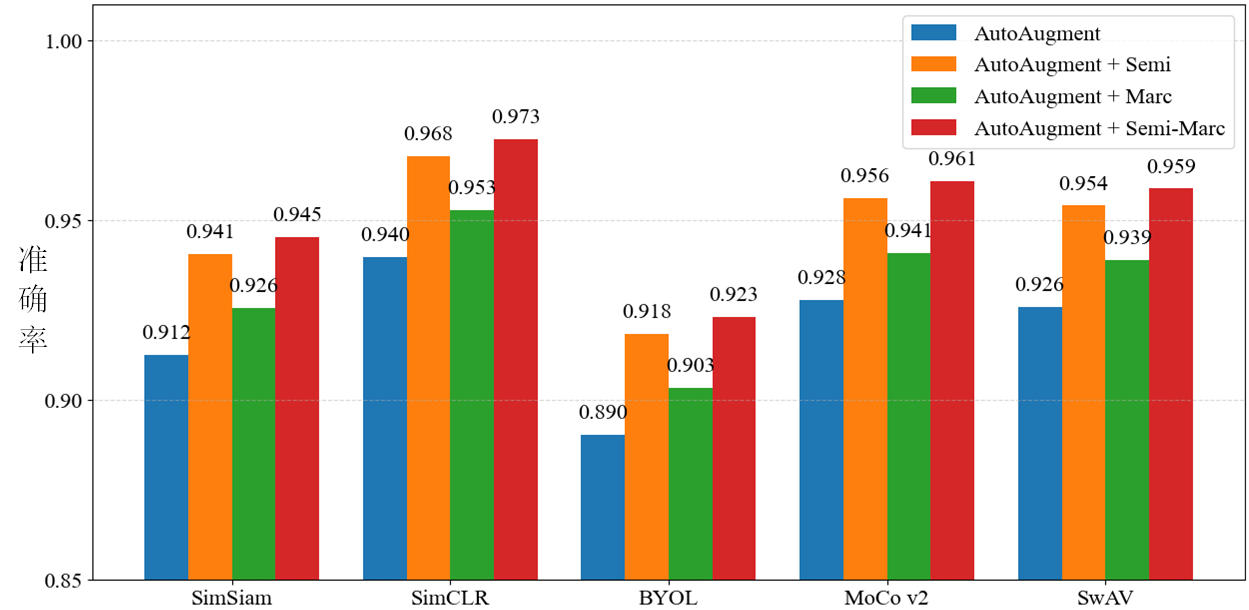 1.00
0.95
0.90
0.85
准
确
率
AutoAugment
AutoAugment + Semi
AutoAugment + Marc
AutoAugment + Semi-Marc
0.912
0.941
0.926
0.945
0.940
0.968
0.953
0.973
0.890
0.918
0.903
0.923
0.928
0.956
0.941
0.961
0.926
0.954
0.939
0.959
SimSiam
SimCLR
BYOL
MoCo v2
SwAV